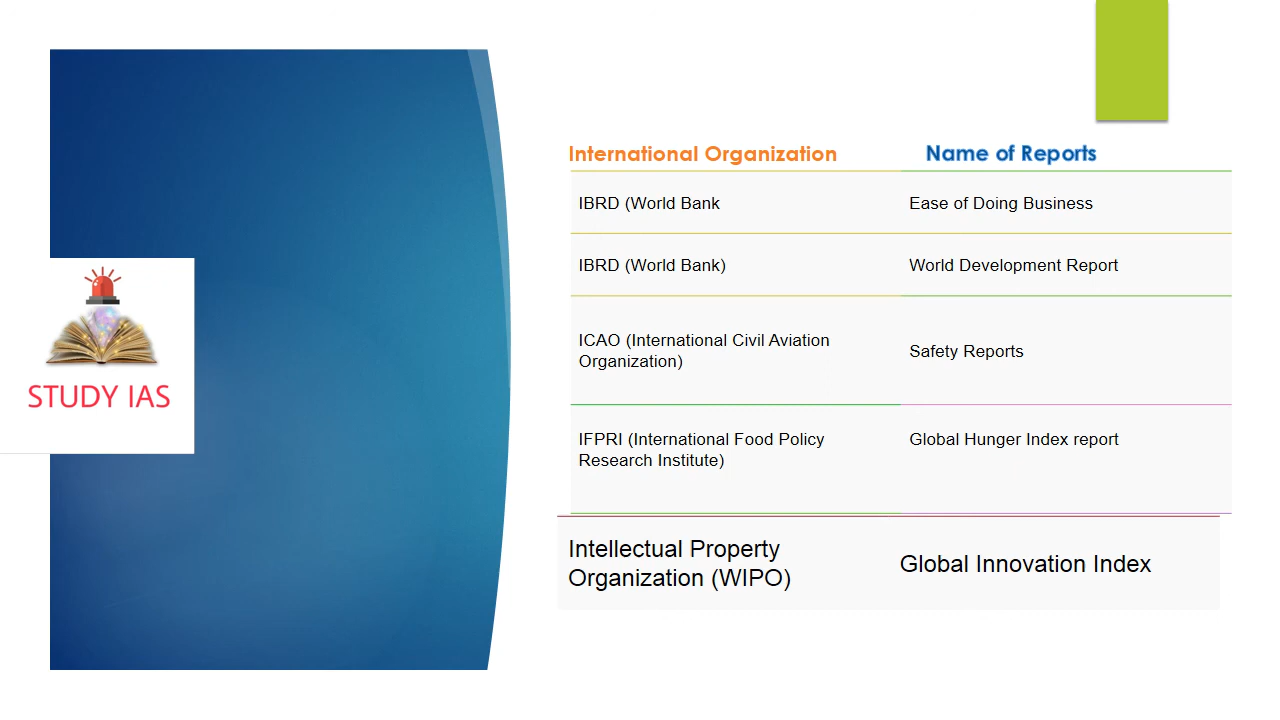 International Organization Name of Reports
IBRD (World Bank Ease of Doing Business
IBRD (World Bank) World Development Report
ICAO (International Civil Aviation
Organization)
Safety Reports
IFPRI (International Food Policy
Research Institute)
Global Hunger Index report
Intellectual Property
Organization (WIPO)
Global Innovation Index
STUDY IAS